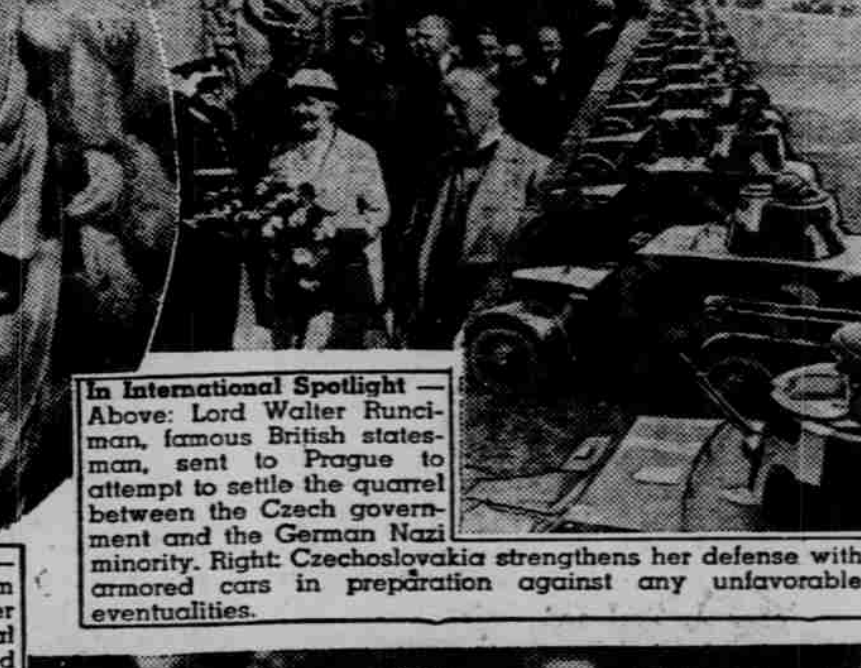 In International Spotlight —
Above: Lord Walter Runci-
man, famous British states-
man, sent to Prague to
attempt to settle the quarrel
between the Czech govern-
ment and the German Nazi
minority. Right: Czechoslovakia strengthens her defense with
armored cars in preparation against any unfavorable
eventualities.